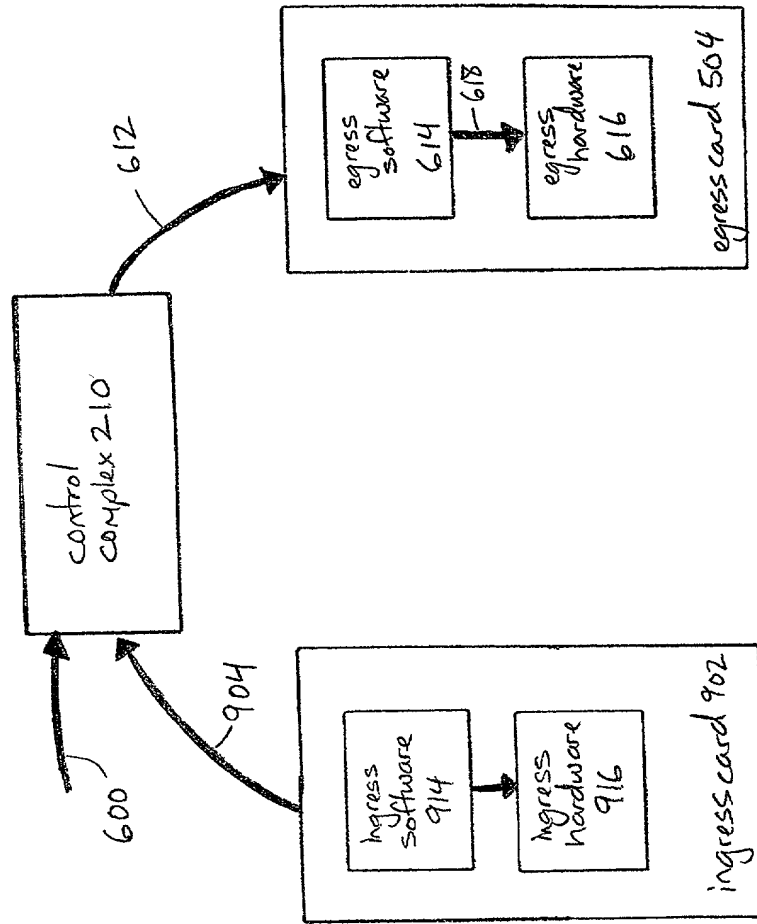 600
control
complex 210
612
904
Ingress
software
914
Ingress
hardware
916
ingress card 902
egress
software
614
618
egress
hardware
616
egress card 504